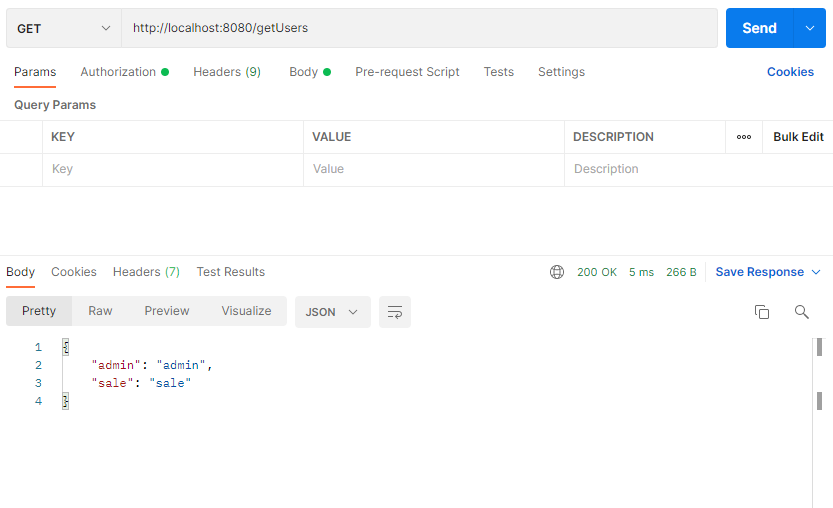 GET http://localhost:8080/getUsers Send
Params Authorization Headers (9) Body Pre-request Script Tests Settings Cookies
Query Params
KEY VALUE DESCRIPTION ooo Bulk Edit
Key Value Description
Body Cookies Headers (7) Test Results 200 OK 5 ms 266 B Save Response
Pretty Raw Preview Visualize JSON
1 {
2 "admin": "admin",
3 "sale": "sale"
4 }